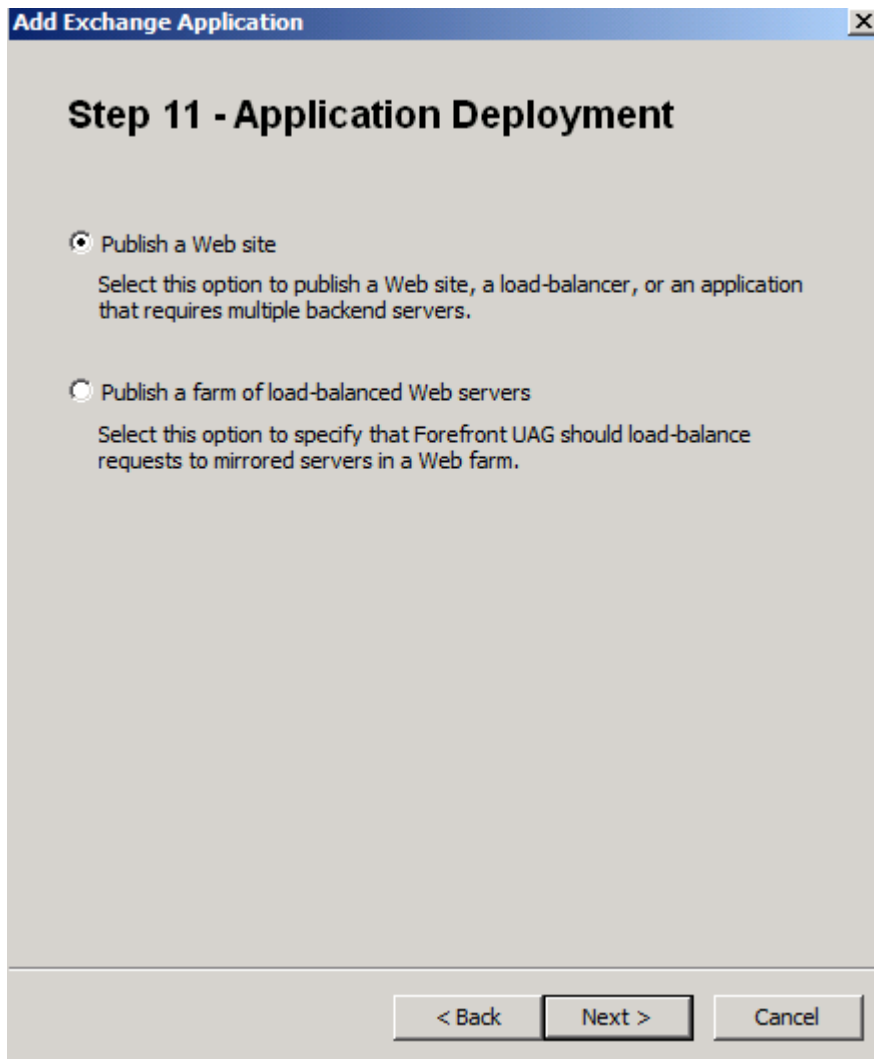 Add Exchange Application
Step 11 - Application Deployment
Publish a Web site
Select this option to publish a Web site, a load-balancer, or an application
that requires multiple backend servers.
Publish a farm of load-balanced Web servers
Select this option to specify that Forefront UAG should load-balance
requests to mirrored servers in a Web farm.
< Back Next > Cancel